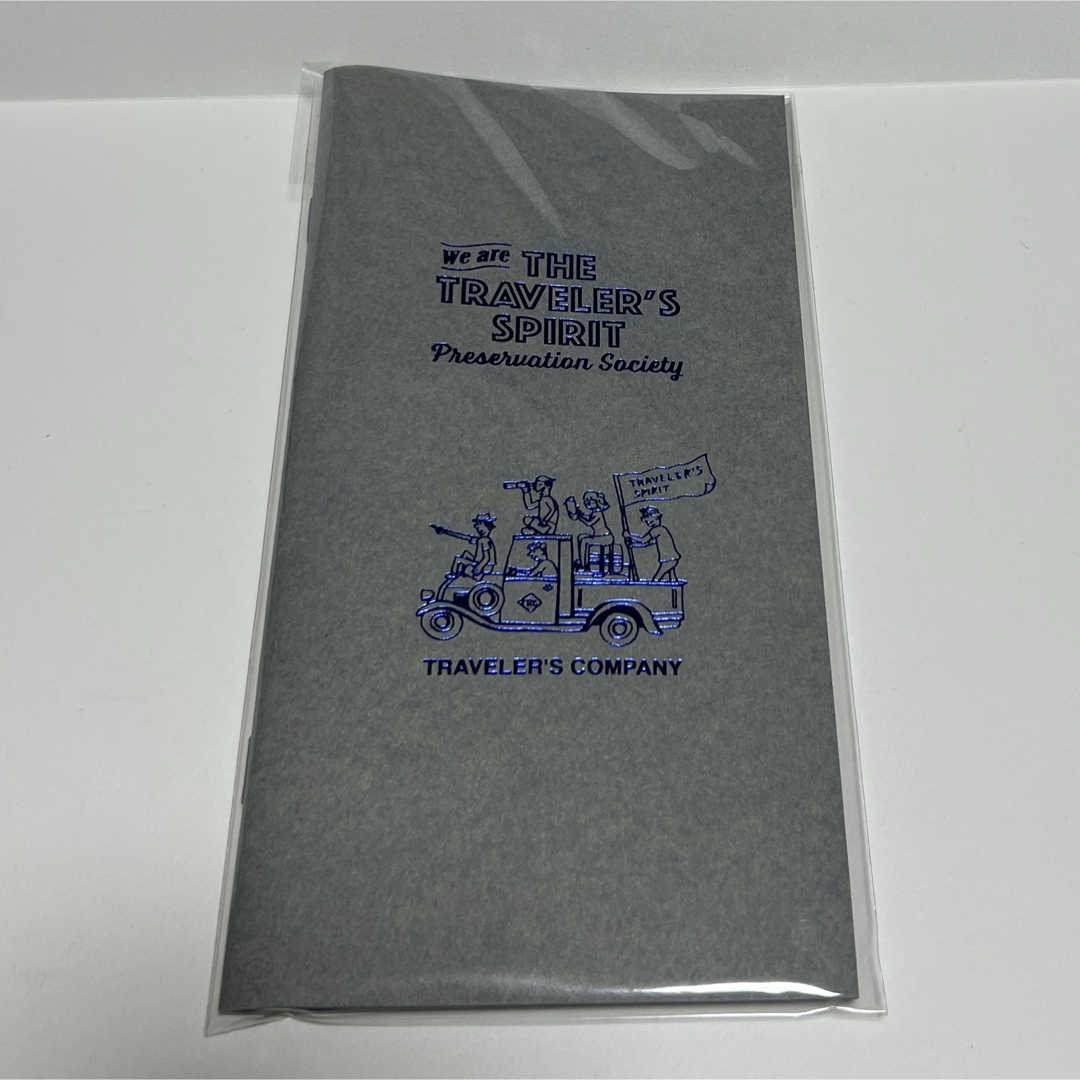 We are THE
TRAVELER'S
SPIRIT
Preservation Society
TRAVELER'S
SPIRIT
TRAVELER'S COMPANY